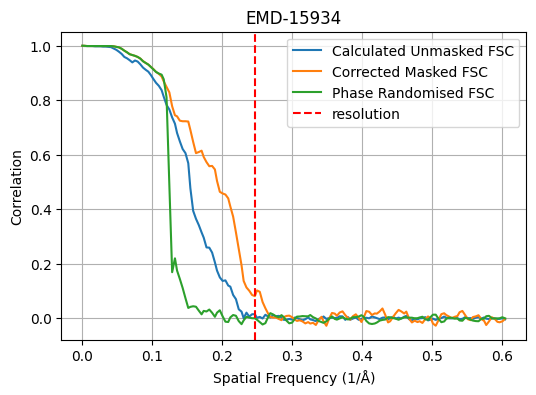 EMD-15934
Calculated Unmasked FSC
Corrected Masked FSC
Phase Randomised FSC
resolution
Correlation
1.0
0.8
0.6
0.4
0.2
0.0
0.0 0.1 0.2 0.3 0.4 0.5 0.6
Spatial Frequency (1/Å)